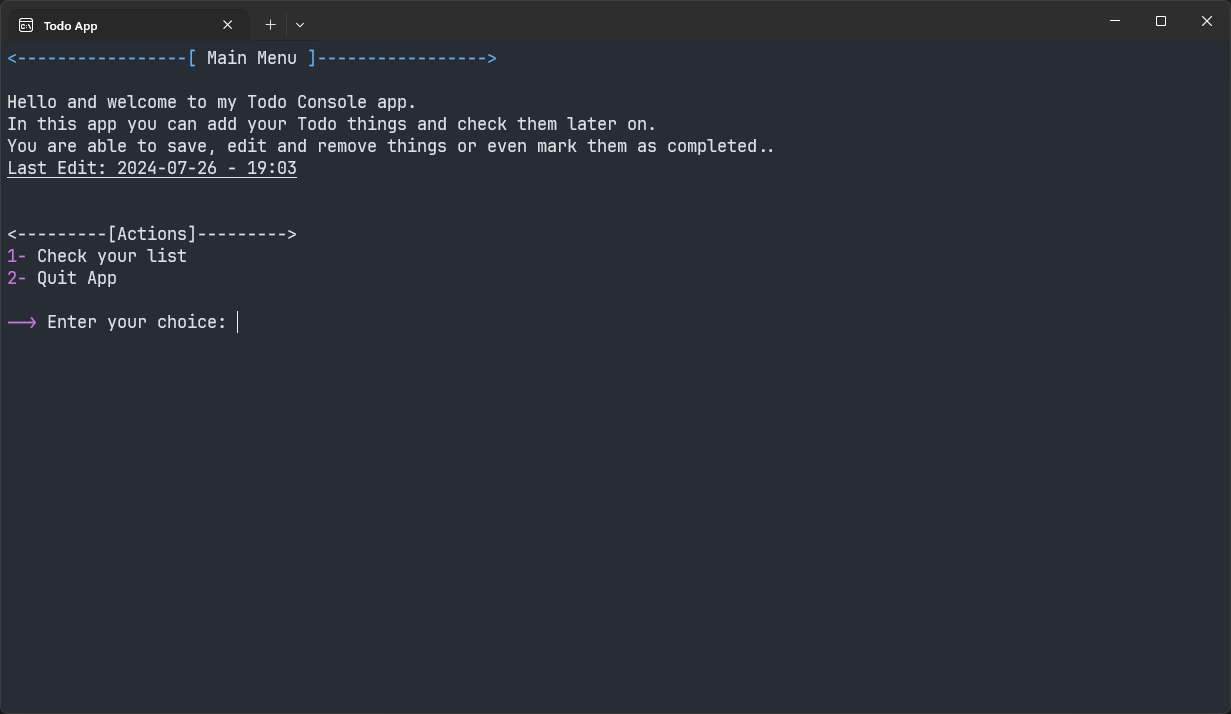 Todo App
<-----------------[ Main Menu ]----------------->
Hello and welcome to my Todo Console app.
In this app you can add your Todo things and check them later on.
You are able to save, edit and remove things or even mark them as completed..
Last Edit: 2024-07-26 - 19:03
<---------[Actions]--------->
1- Check your list
2- Quit App
──> Enter your choice: